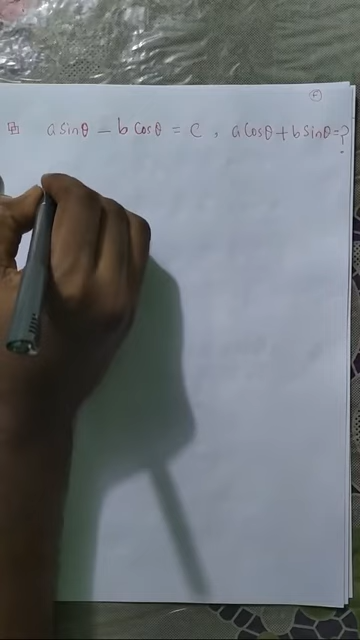 a sinθ - b cosθ = c, a cosθ + b sinθ = ?